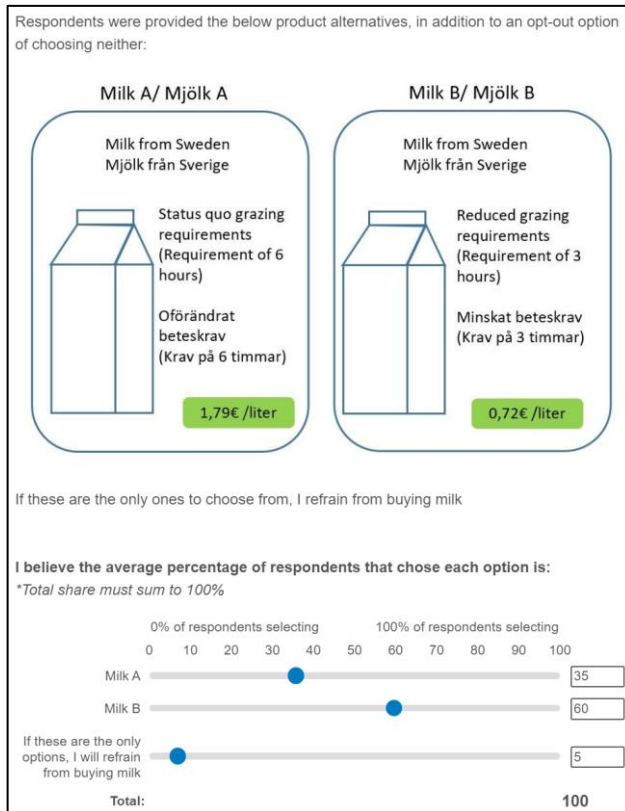 Respondents were provided the below product alternatives, in addition to an opt-out option
of choosing neither:
Milk A/ Mjölk A
Milk from Sweden
Mjölk från Sverige
Status quo grazing
requirements
(Requirement of 6
hours)
Oförändrat
beteskrav
(Krav på 6 timmar)
1,79€ /liter
Milk B/ Mjölk B
Milk from Sweden
Mjölk från Sverige
Reduced grazing
requirements
(Requirement of 3
hours)
Minskat beteskrav
(Krav på 3 timmar)
0,72€ /liter
If these are the only ones to choose from, I refrain from buying milk
I believe the average percentage of respondents that chose each option is:
*Total share must sum to 100%
0% of respondents selecting 100% of respondents selecting
0 10 20 30 40 50 60 70 80 90 100
Milk A 35
Milk B 60
If these are the only
options, I will refrain
from buying milk 5
Total: 100